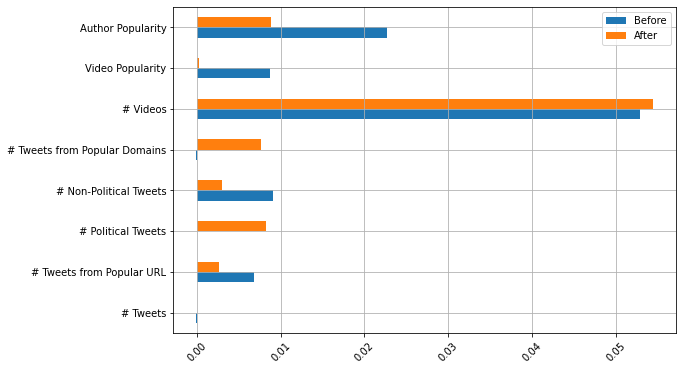 Author Popularity
Before
After
Video Popularity
# Videos
# Tweets from Popular Domains
# Non-Political Tweets
# Political Tweets
# Tweets from Popular URL
# Tweets
0.00
0.01
0.02
0.03
0.04
0.05